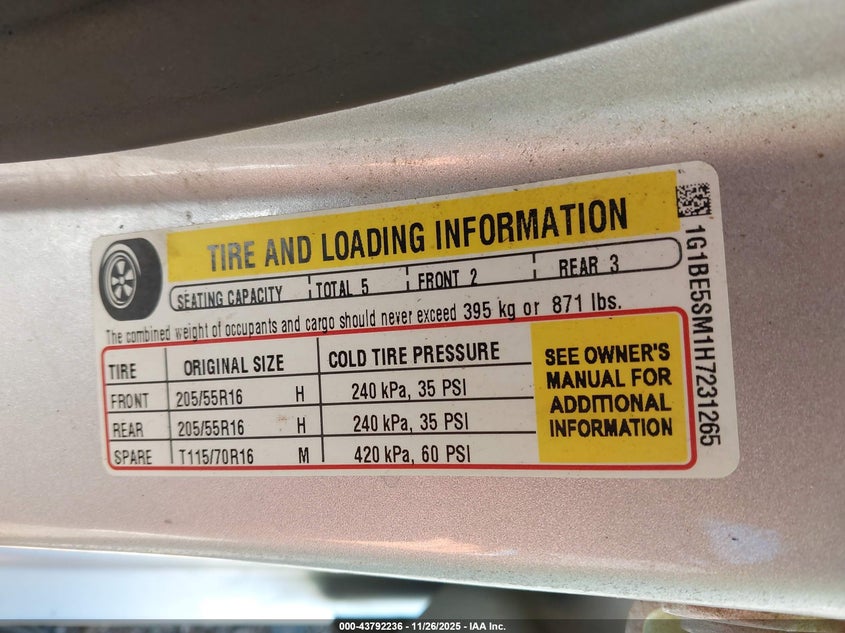 TIRE AND LOADING INFORMATION
SEATING CAPACITY TOTAL 5 FRONT 2 REAR 3
The combined weight of occupants and cargo should never exceed 395 kg or 871 lbs.
TIRE ORIGINAL SIZE COLD TIRE PRESSURE
FRONT 205/55R16 H 240 kPa, 35 PSI
REAR 205/55R16 H 240 kPa, 35 PSI
SPARE T115/70R16 M 420 kPa, 60 PSI
SEE OWNER'S
MANUAL FOR
ADDITIONAL
INFORMATION
1G1BE5SM1H7231265
000-43792236 - 11/26/2025 - IAA Inc.